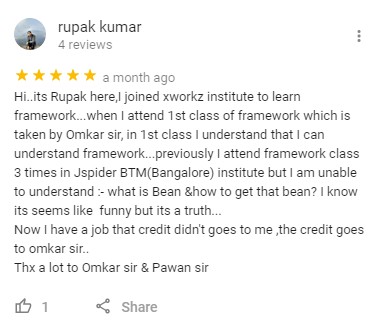 rupak kumar
4 reviews
a month ago
Hi..its Rupak here,I joined xworkz institute to learn
framework...when I attend 1st class of framework which is
taken by Omkar sir, in 1st class I understand that I can
understand framework...previously I attend framework class
3 times in Jspider BTM(Bangalore) institute but I am unable
to understand :- what is Bean &how to get that bean? I know
its seems like  funny but its a truth...
Now I have a job that credit didn't goes to me ,the credit goes
to omkar sir..
Thx a lot to Omkar sir & Pawan sir
1 Share